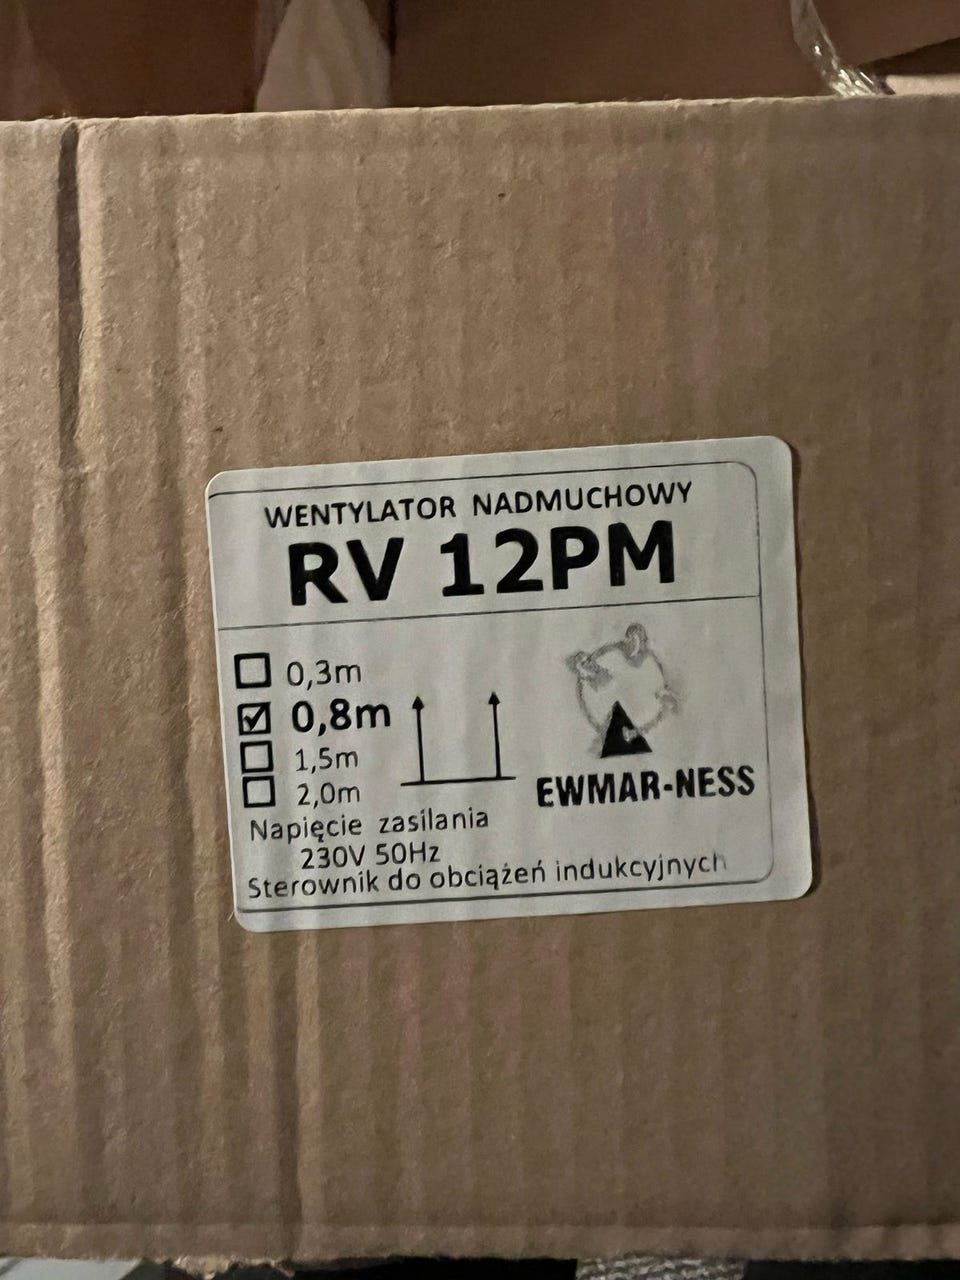 WENTYLATOR NADMUCHOWY
RV 12PM
0,3m
0,8m
1,5m
2,0m
EWMAR-NESS
Napięcie zasilania
230V 50Hz
Sterownik do obciążeń indukcyjnych